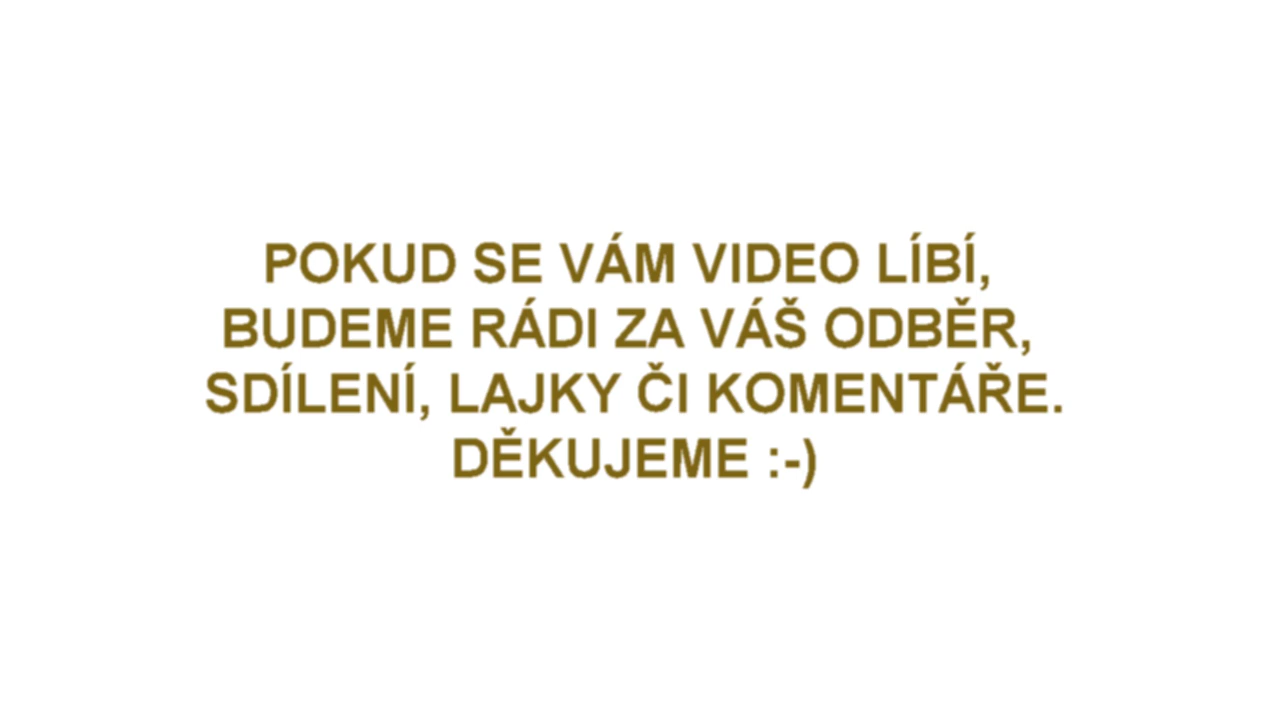 POKUD SE VÁM VIDEO LÍBÍ,
BUDEME RÁDI ZA VÁŠ ODBĚR,
SDÍLENÍ, LAJKY ČI KOMENTÁŘE.
DĚKUJEME :-)